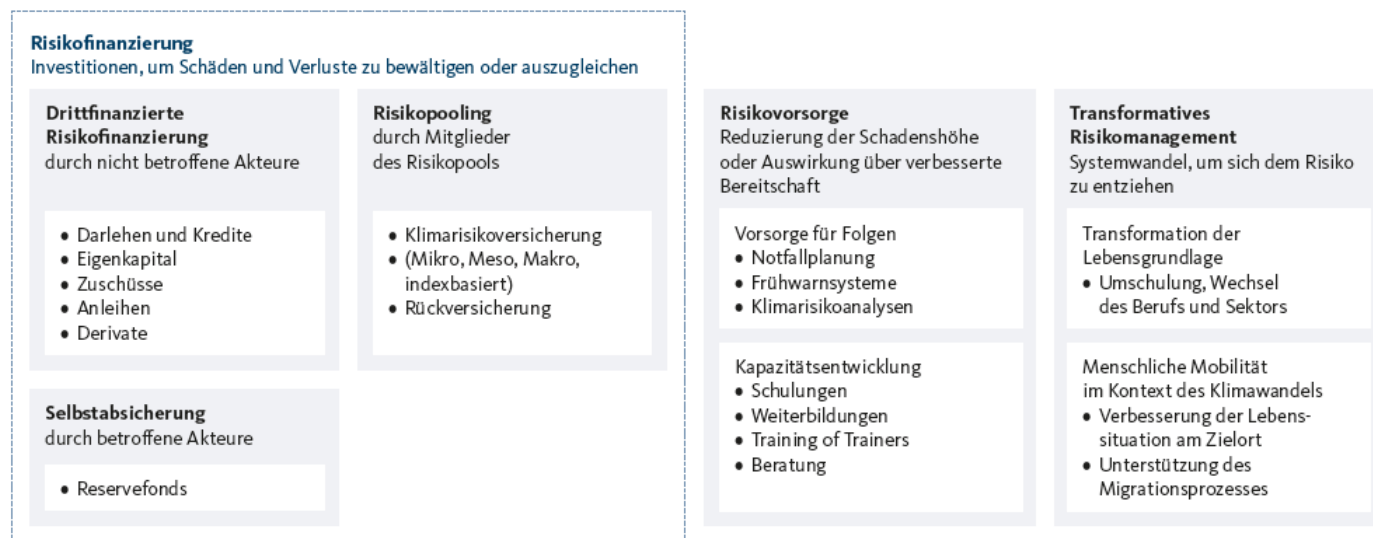 Risikofinanzierung
Investitionen, um Schäden und Verluste zu bewältigen oder auszugleichen
Drittfinanzierte
Risikofinanzierung
durch nicht betroffene Akteure
• Darlehen und Kredite
• Eigenkapital
• Zuschüsse
• Anleihen
• Derivate
Selbstabsicherung
durch betroffene Akteure
• Reservefonds
Risikopooling
durch Mitglieder
des Risikopools
• Klimarisikoversicherung
• (Mikro, Meso, Makro,
indexbasiert)
• Rückversicherung
Risikovorsorge
Reduzierung der Schadenshöhe
oder Auswirkung über verbesserte
Bereitschaft
Vorsorge für Folgen
• Notfallplanung
• Frühwarnsysteme
• Klimarisikoanalysen
Kapazitätsentwicklung
• Schulungen
• Weiterbildungen
• Training of Trainers
• Beratung
Transformatives
Risikomanagement
Systemwandel, um sich dem Risiko
zu entziehen
Transformation der
Lebensgrundlage
• Umschulung, Wechsel
des Berufs und Sektors
Menschliche Mobilität
im Kontext des Klimawandels
• Verbesserung der Lebens-
situation am Zielort
• Unterstützung des
Migrationsprozesses